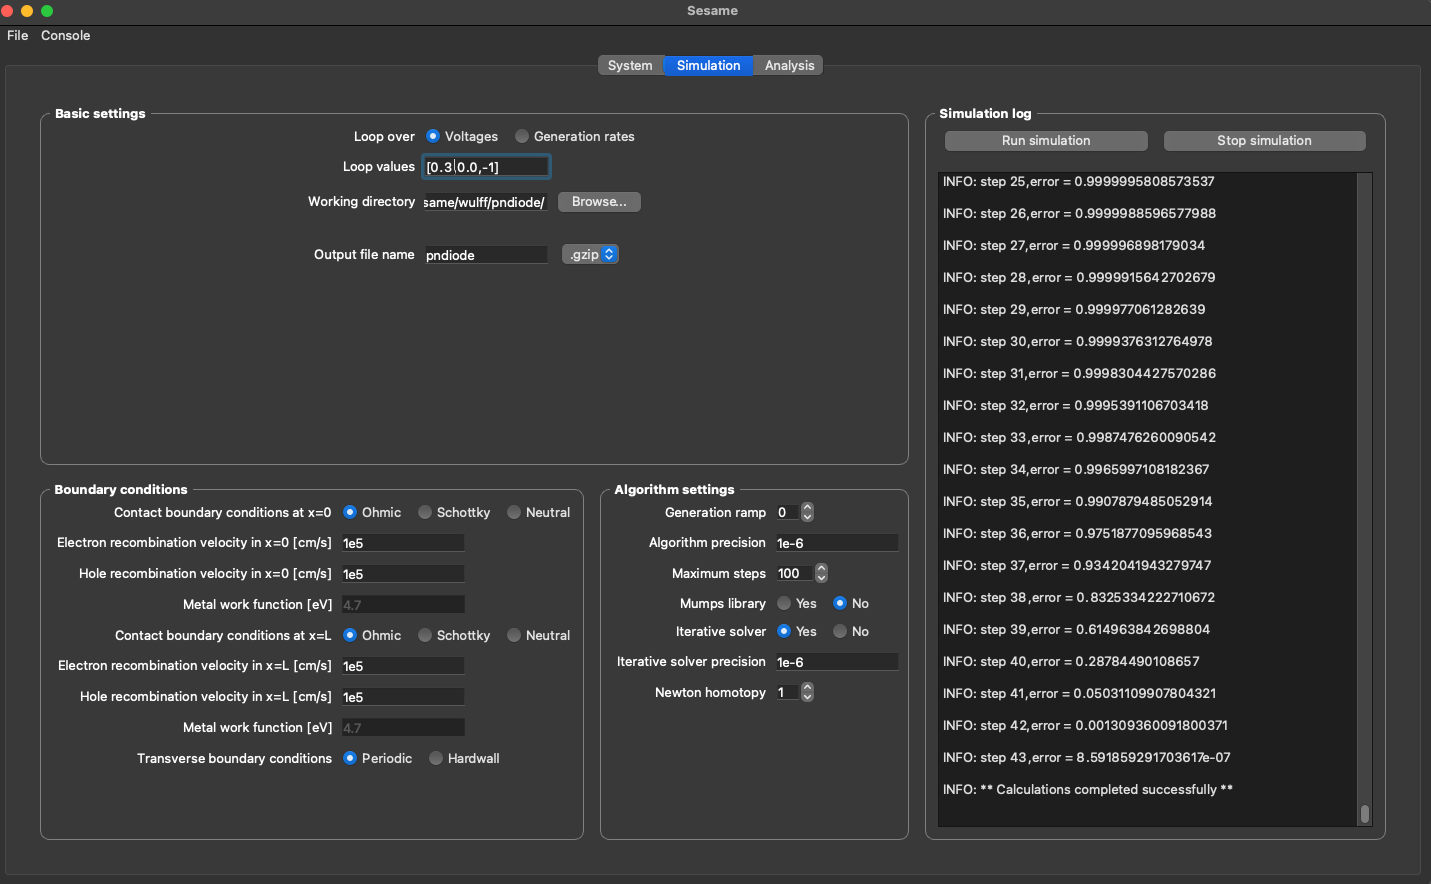 Sesame
File Console
System Simulation Analysis
Basic settings
Loop over Voltages Generation rates
Loop values [0.3 0.0,-1]
Working directory same/wulff/pndiode/ Browse...
Output file name pndiode .gzip
Boundary conditions
Contact boundary conditions at x=0 Ohmic Schottky Neutral
Electron recombination velocity in x=0 [cm/s] 1e5
Hole recombination velocity in x=0 [cm/s] 1e5
Metal work function [eV] 4.7
Contact boundary conditions at x=L Ohmic Schottky Neutral
Electron recombination velocity in x=L [cm/s] 1e5
Hole recombination velocity in x=L [cm/s] 1e5
Metal work function [eV] 4.7
Transverse boundary conditions Periodic Hardwall
Algorithm settings
Generation ramp 0
Algorithm precision 1e-6
Maximum steps 100
Mumps library Yes No
Iterative solver Yes No
Iterative solver precision 1e-6
Newton homotopy 1
Simulation log
Run simulation Stop simulation
INFO: step 25,error = 0.9999995808573537
INFO: step 26,error = 0.9999988596577988
INFO: step 27,error = 0.999996898179034
INFO: step 28,error = 0.9999915642702679
INFO: step 29,error = 0.999977061282639
INFO: step 30,error = 0.9999376312764978
INFO: step 31,error = 0.9998304427570286
INFO: step 32,error = 0.9995391106703418
INFO: step 33,error = 0.9987476260090542
INFO: step 34,error = 0.9965997108182367
INFO: step 35,error = 0.9907879485052914
INFO: step 36,error = 0.9751877095968543
INFO: step 37,error = 0.9342041943279747
INFO: step 38,error = 0.8325334222710672
INFO: step 39,error = 0.614963842698804
INFO: step 40,error = 0.28784490108657
INFO: step 41,error = 0.05031109907804321
INFO: step 42,error = 0.001309360091800371
INFO: step 43,error = 8.591859291703617e-07
INFO: ** Calculations completed successfully **